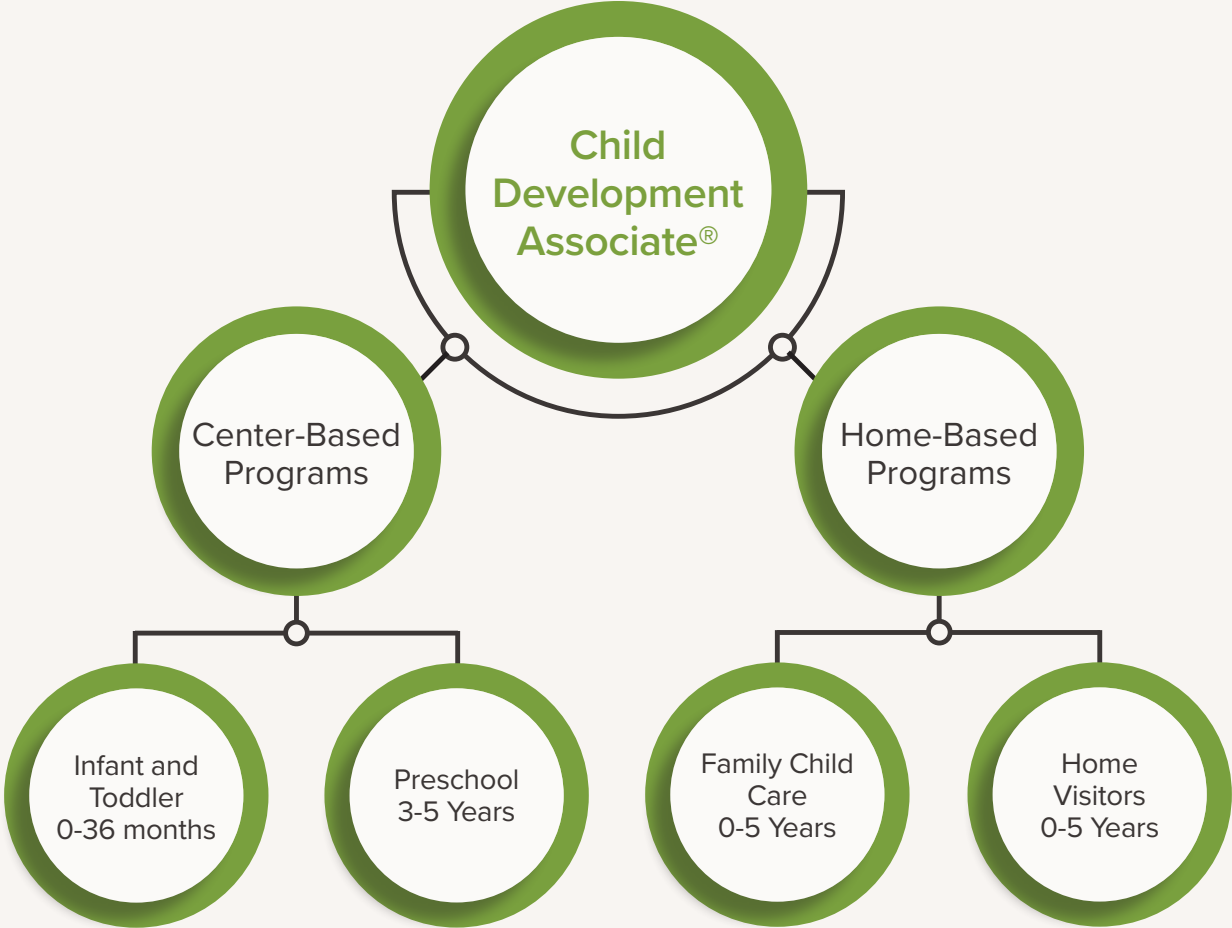 Child
Development
Associate®
Center-Based
Programs
Home-Based
Programs
Infant and
Toddler
0-36 months
Preschool
3-5 Years
Family Child
Care
0-5 Years
Home
Visitors
0-5 Years